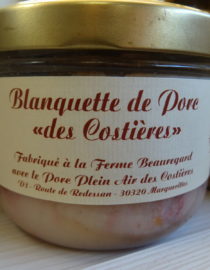 Blanquette de Porc
«des Costières»
Fabriqué à la Ferme Beauregard
avec le Porc Plein Air des Costières
D1 - Route de Redessan - 30320 Marguerittes